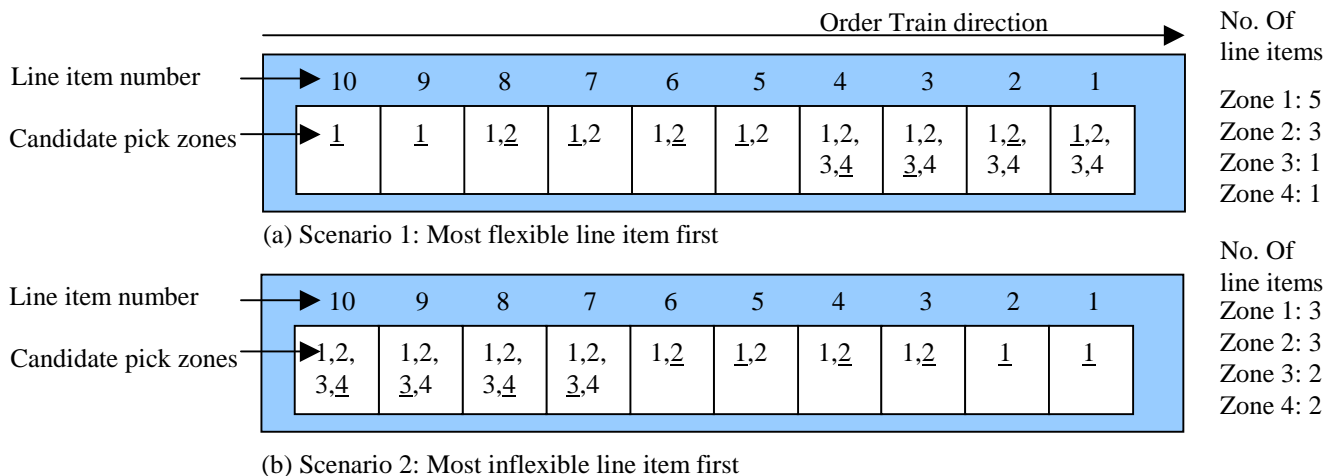 Order Train direction
No. Of
line items
Line item number
10 9 8 7 6 5 4 3 2 1
Zone 1: 5
Zone 2: 3
Zone 3: 1
Zone 4: 1
Candidate pick zones
1 1 1,2 1,2 1,2 1,2 1,2, 1,2, 1,2, 1,2,
3,4 3,4 3,4 3,4
(a) Scenario 1: Most flexible line item first
No. Of
line items
Line item number
10 9 8 7 6 5 4 3 2 1
Zone 1: 3
Zone 2: 3
Zone 3: 2
Zone 4: 2
Candidate pick zones
1,2, 1,2, 1,2, 1,2, 1,2 1,2 1,2 1,2 1 1
3,4 3,4 3,4 3,4
(b) Scenario 2: Most inflexible line item first